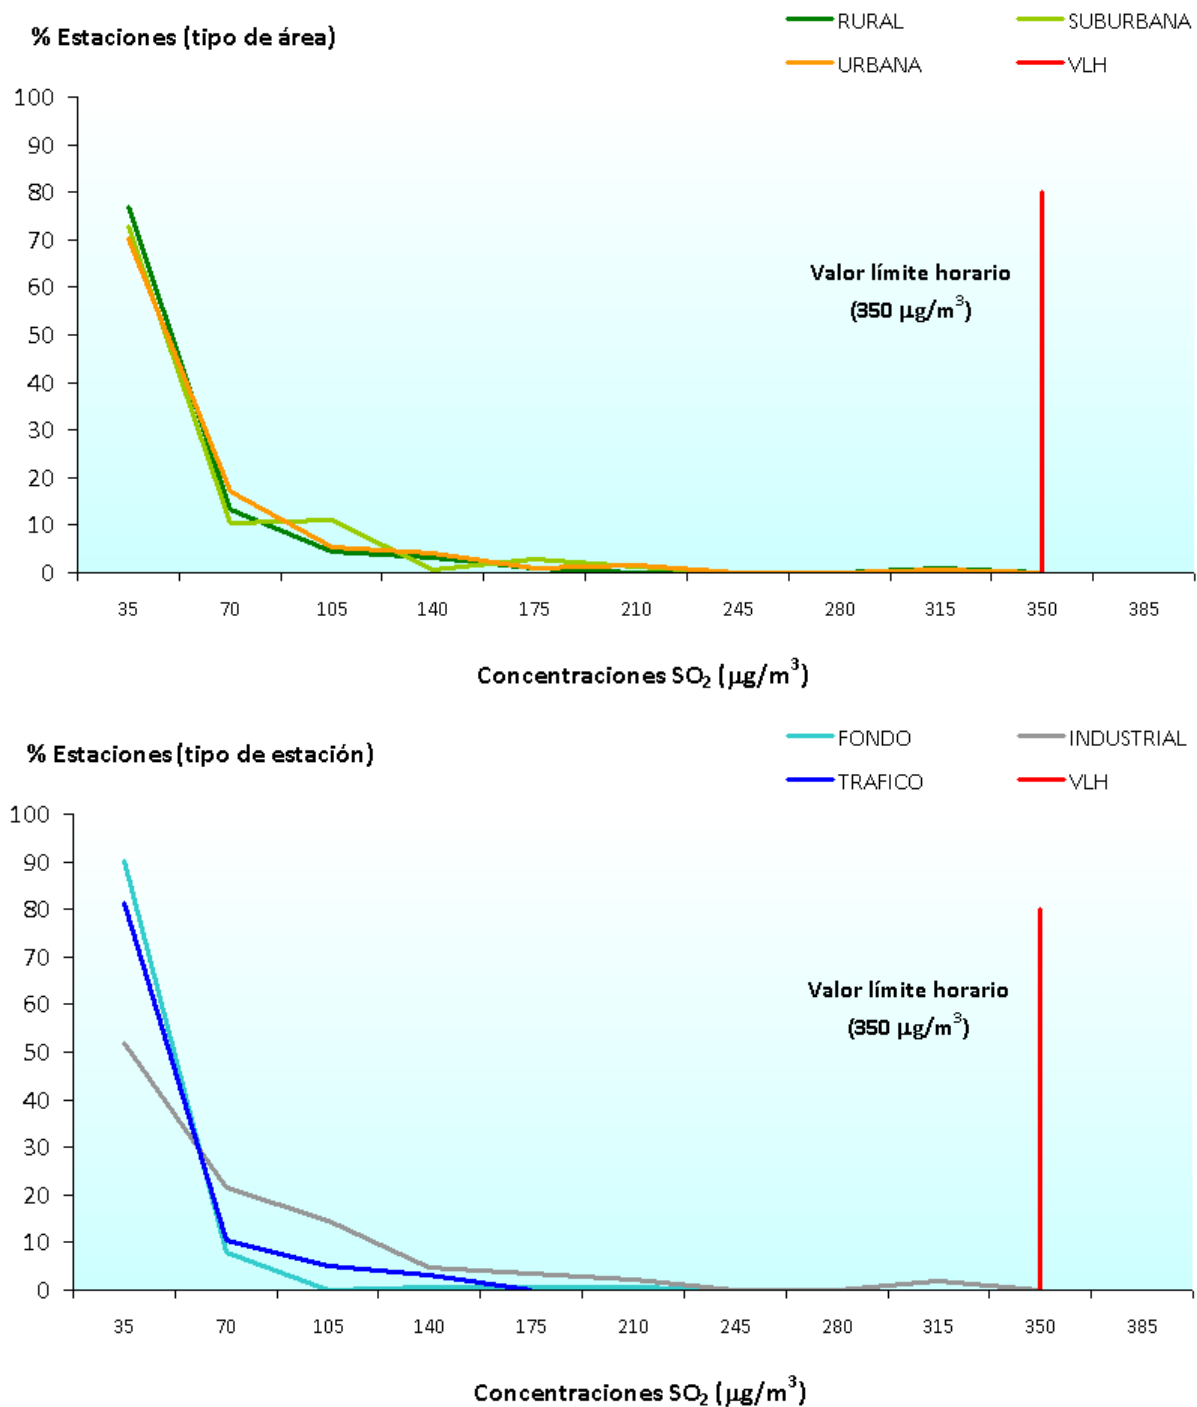 % Estaciones (tipo de área)
RURAL
SUBURBANA
URBANA
VLH
100
90
80
70
60
50
40
30
20
10
0
Valor límite horario
(350 µg/m³)
35 70 105 140 175 210 245 280 315 350 385
Concentraciones SO₂ (µg/m³)
% Estaciones (tipo de estación)
FONDO
INDUSTRIAL
TRAFICO
VLH
100
90
80
70
60
50
40
30
20
10
0
Valor límite horario
(350 µg/m³)
35 70 105 140 175 210 245 280 315 350 385
Concentraciones SO₂ (µg/m³)